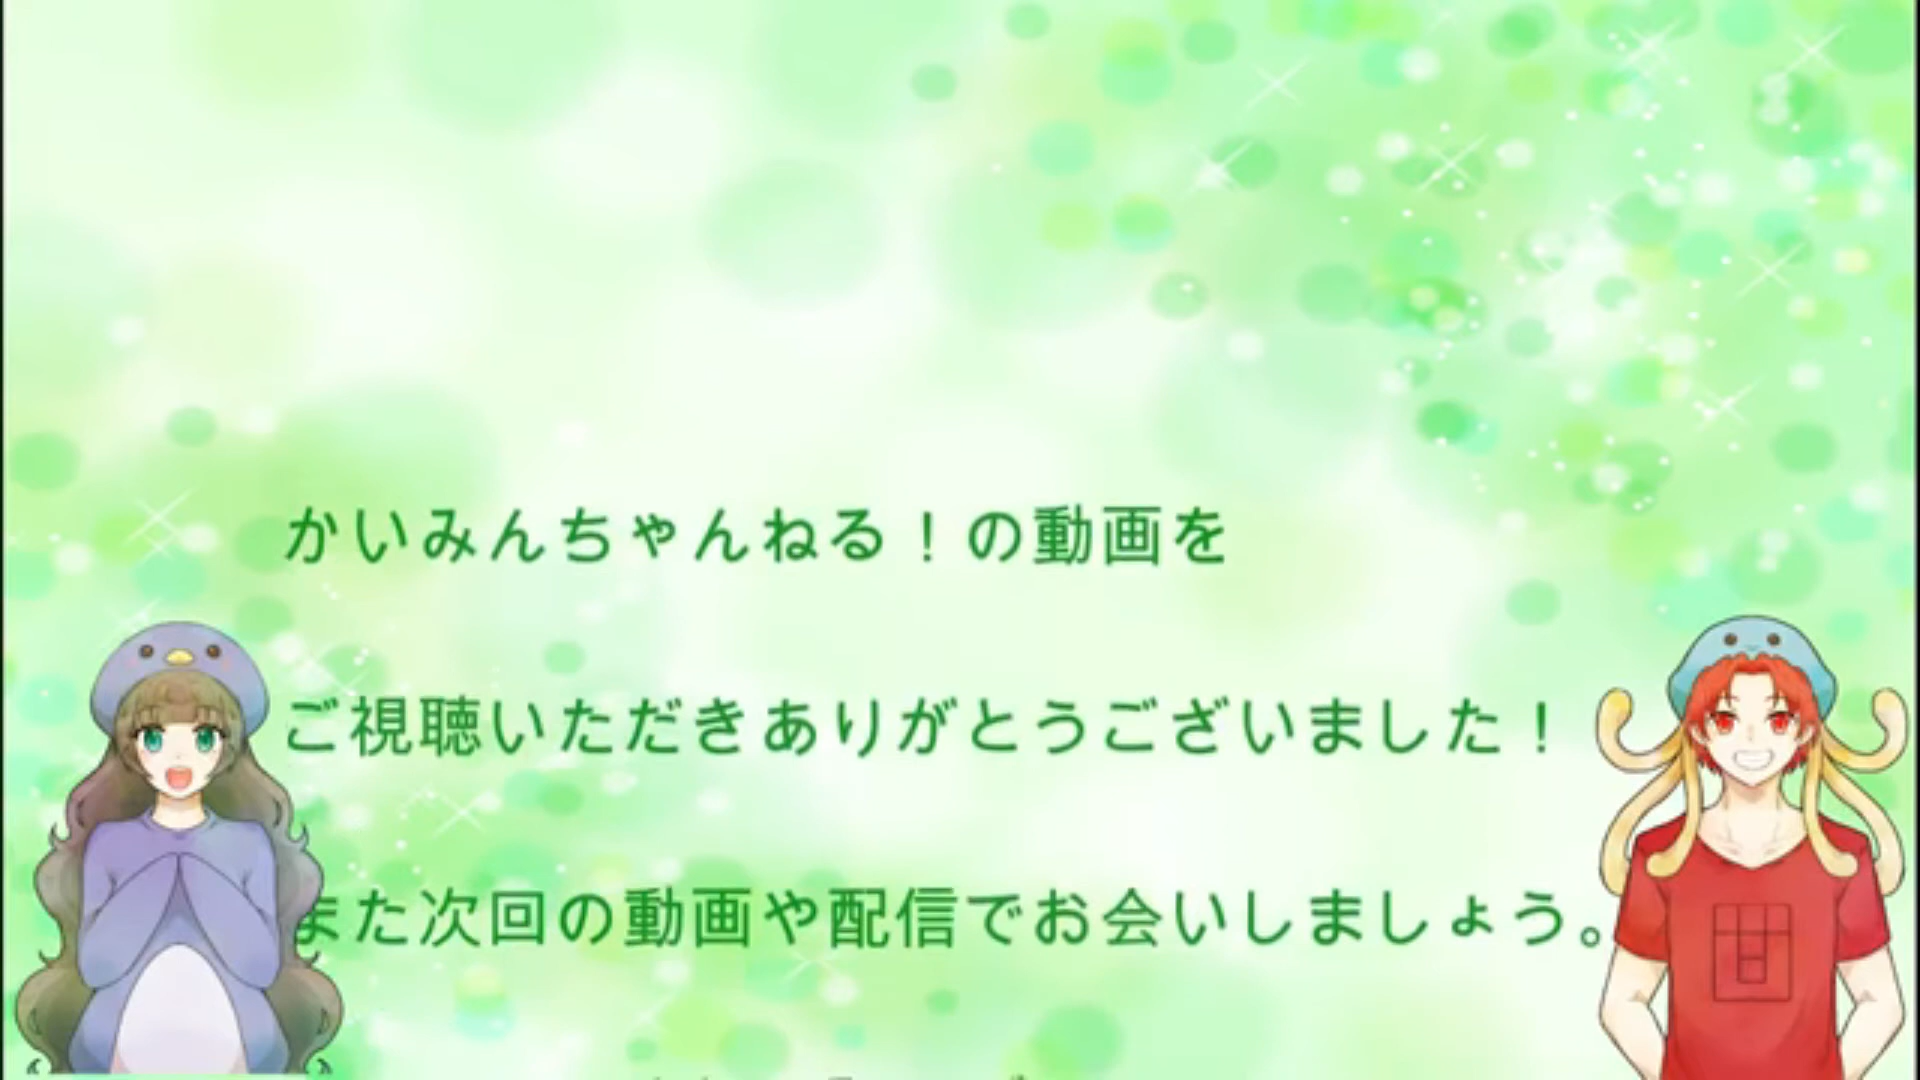 かいみんちゃんねる！の動画を
ご視聴いただきありがとうございました！
また次回の動画や配信でお会いしましょう。